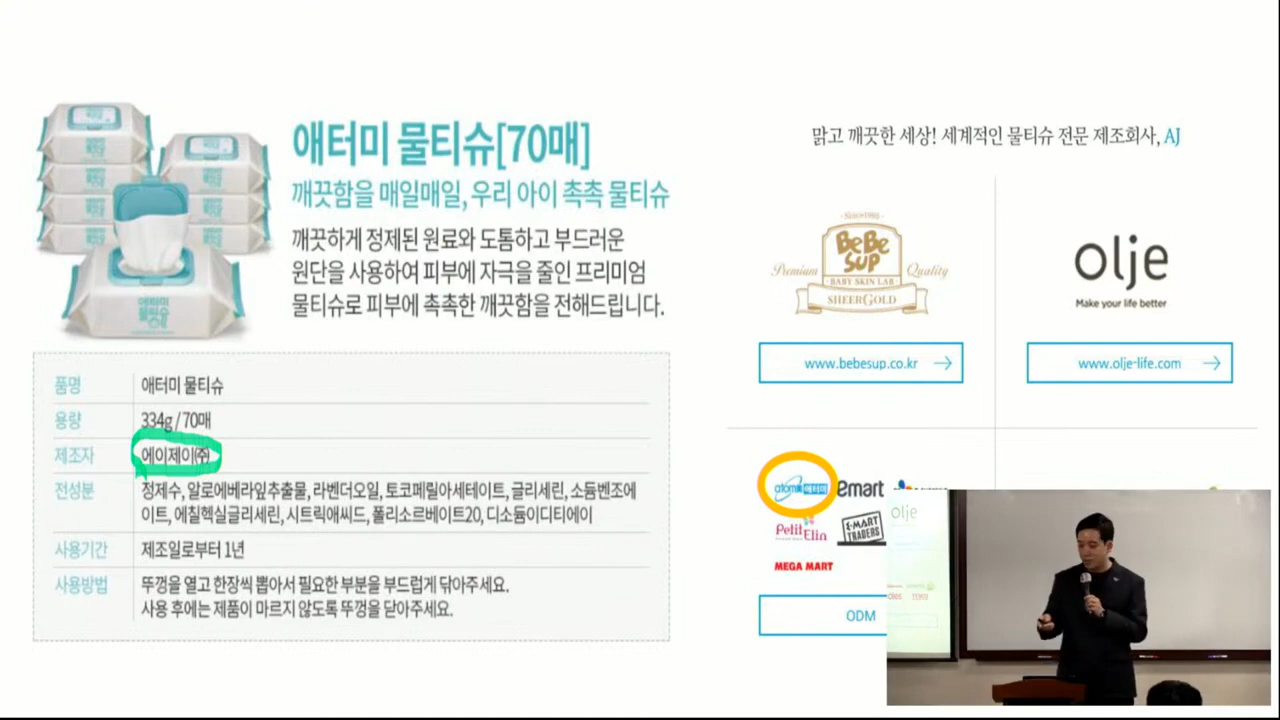 애터미 물티슈[70매]
깨끗함을 매일매일, 우리 아이 촉촉 물티슈
깨끗하게 정제된 원료와 도톰하고 부드러운
원단을 사용하여 피부에 자극을 줄인 프리미엄
물티슈로 피부에 촉촉한 깨끗함을 전해드립니다.
애터미
물티슈
품명 애터미 물티슈
용량 334g / 70매
제조자 에이제이㈜
전성분 정제수, 알로에베라잎추출물, 라벤더오일, 토코페릴아세테이트, 글리세린, 소듐벤조에
이트, 에칠헥실글리세린, 시트릭애씨드, 폴리소르베이트20, 디소듐이디티에이
사용기간 제조일로부터 1년
사용방법 뚜껑을 열고 한장씩 뽑아서 필요한 부분을 부드럽게 닦아주세요.
사용 후에는 제품이 마르지 않도록 뚜껑을 닫아주세요.
맑고 깨끗한 세상! 세계적인 물티슈 전문 제조회사, AJ
BeBe
SUP
Premium Quality
BABY SKIN LAB
SHEERGOLD
www.bebesup.co.kr
olje
Make your life better
www.olje-life.com
atomy 애터미 emart
Petit Elin E-MART TRADERS
MEGA MART
ODM
olje